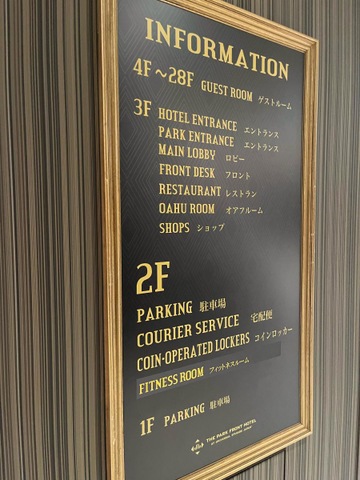 INFORMATION
4F～28F GUEST ROOM ゲストルーム
3F HOTEL ENTRANCE エントランス
PARK ENTRANCE エントランス
MAIN LOBBY ロビー
FRONT DESK フロント
RESTAURANT レストラン
OAHU ROOM オアフルーム
SHOPS ショップ
2F
PARKING 駐車場
COURIER SERVICE 宅配便
COIN-OPERATED LOCKERS コインロッカー
FITNESS ROOM フィットネスルーム
1F PARKING 駐車場
THE PARK FRONT HOTEL
AT UNIVERSAL STUDIOS JAPAN